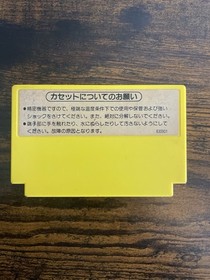 カセットについてのお願い
●精密機器ですので、極端な温度条件下での使用や保管および強い
ショックをさけてください。また、絶対に分解しないでください。
●端子部に手を触れたり、水にぬらしたりして汚さないようにして
ください。故障の原因となります。